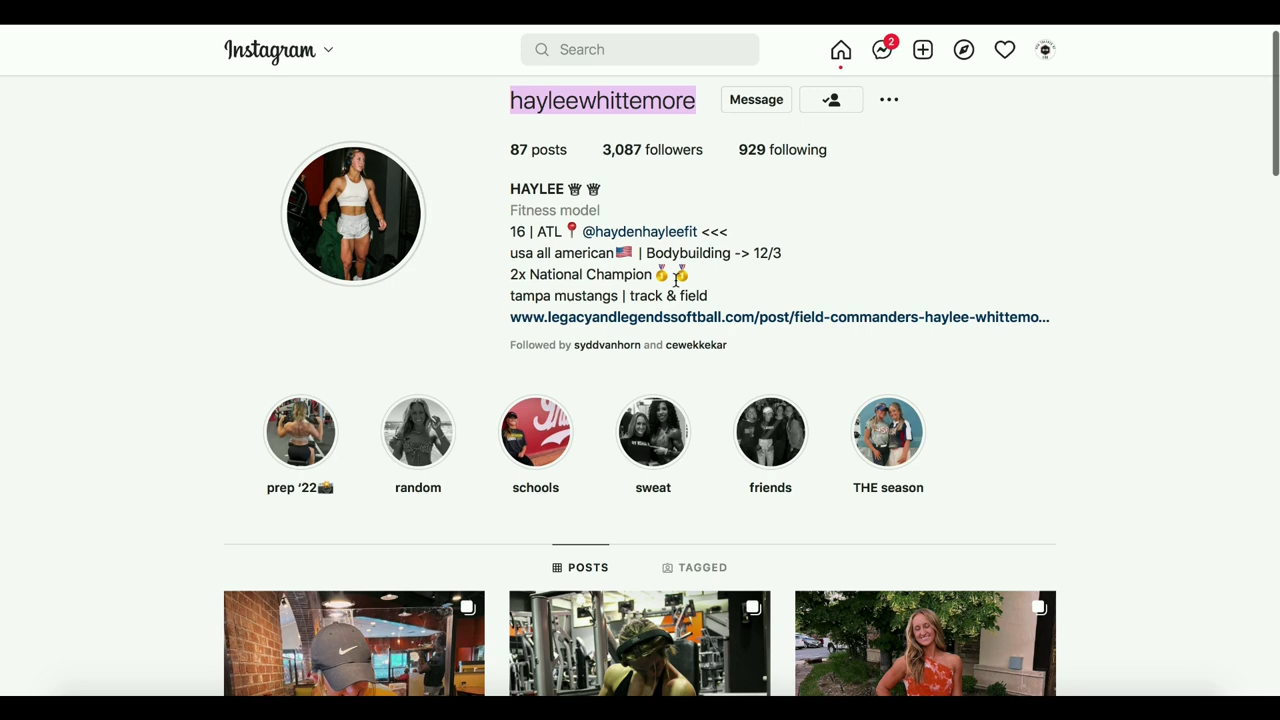 Instagram
Search
2
hayleewhittemore
Message
87 posts
3,087 followers
929 following
HAYLEE ♕ ♕
Fitness model
16 | ATL📍 @haydenhayleefit <<<
usa all american🇺🇸 | Bodybuilding -> 12/3
2x National Champion🥇🥇
tampa mustangs | track & field
www.legacyandlegendssoftball.com/post/field-commanders-haylee-whittemo...
Followed by syddvanhorn and cewekkekar
prep ‘22📸
random
schools
sweat
friends
THE season
POSTS
TAGGED